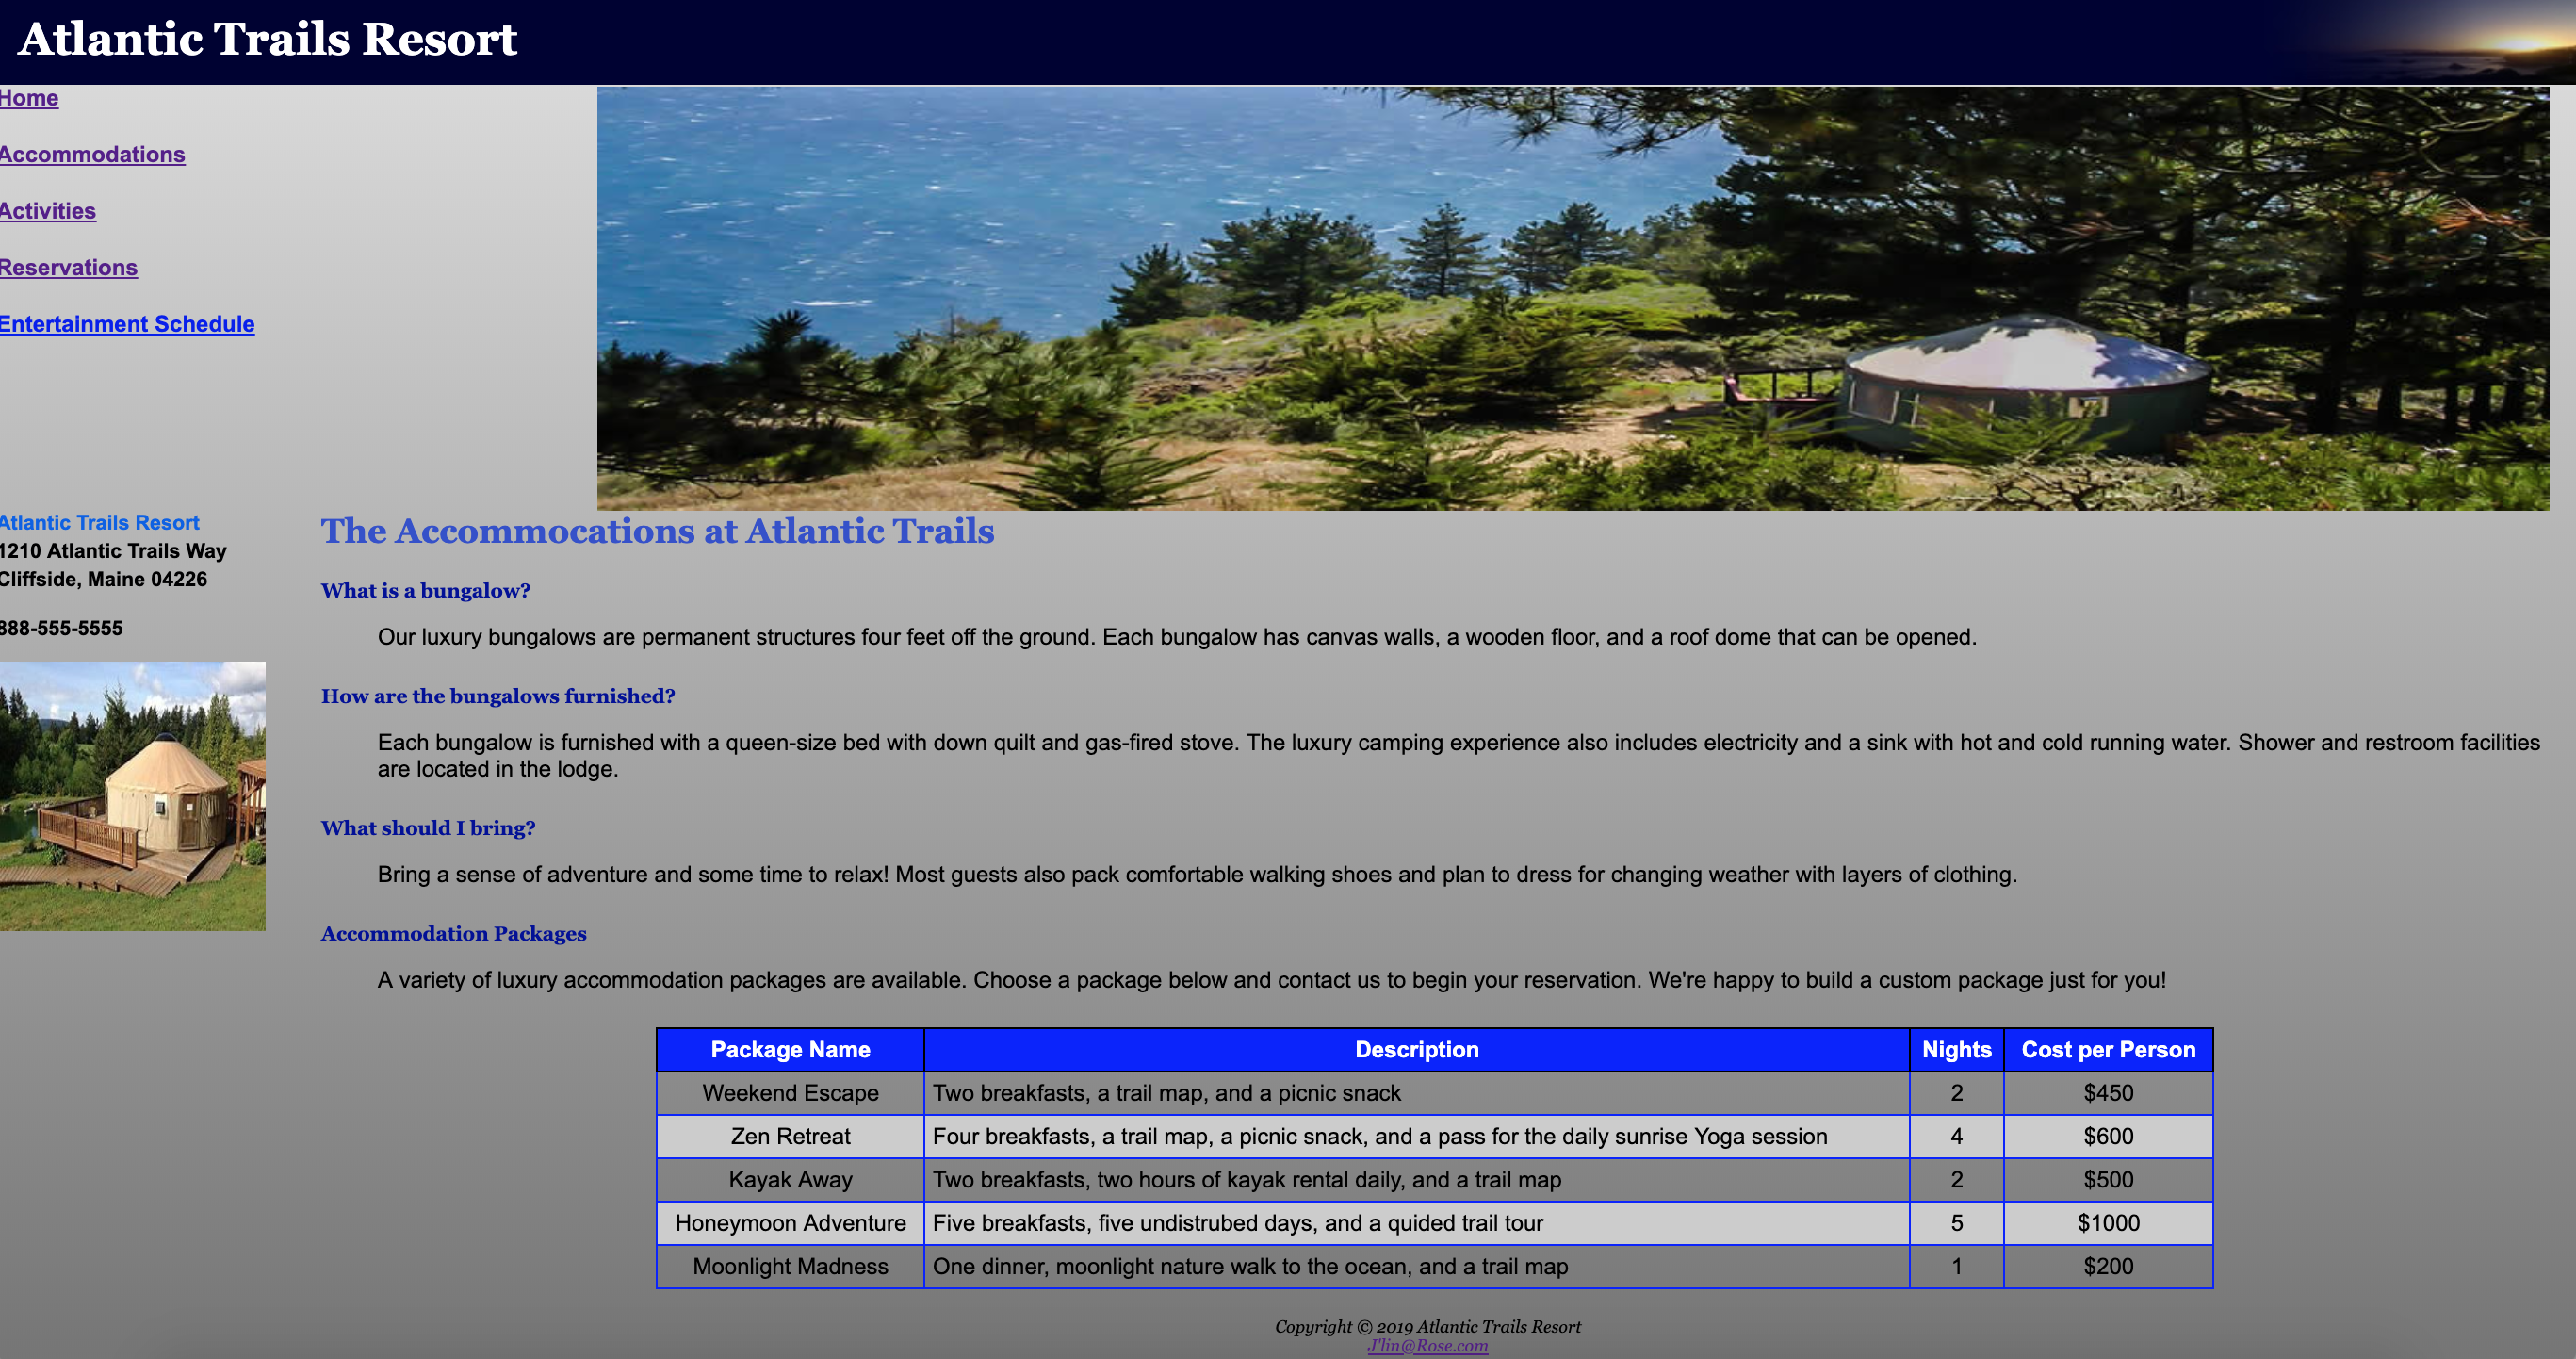 Atlantic Trails Resort
Home
Accommodations
Activities
Reservations
Entertainment Schedule
Atlantic Trails Resort
1210 Atlantic Trails Way
Cliffside, Maine 04226
888-555-5555
The Accommocations at Atlantic Trails
What is a bungalow?
Our luxury bungalows are permanent structures four feet off the ground. Each bungalow has canvas walls, a wooden floor, and a roof dome that can be opened.
How are the bungalows furnished?
Each bungalow is furnished with a queen-size bed with down quilt and gas-fired stove. The luxury camping experience also includes electricity and a sink with hot and cold running water. Shower and restroom facilities
are located in the lodge.
What should I bring?
Bring a sense of adventure and some time to relax! Most guests also pack comfortable walking shoes and plan to dress for changing weather with layers of clothing.
Accommodation Packages
A variety of luxury accommodation packages are available. Choose a package below and contact us to begin your reservation. We're happy to build a custom package just for you!
Package Name Description Nights Cost per Person
Weekend Escape Two breakfasts, a trail map, and a picnic snack 2 $450
Zen Retreat Four breakfasts, a trail map, a picnic snack, and a pass for the daily sunrise Yoga session 4 $600
Kayak Away Two breakfasts, two hours of kayak rental daily, and a trail map 2 $500
Honeymoon Adventure Five breakfasts, five undistrubed days, and a quided trail tour 5 $1000
Moonlight Madness One dinner, moonlight nature walk to the ocean, and a trail map 1 $200
Copyright © 2019 Atlantic Trails Resort
J'lin@Rose.com